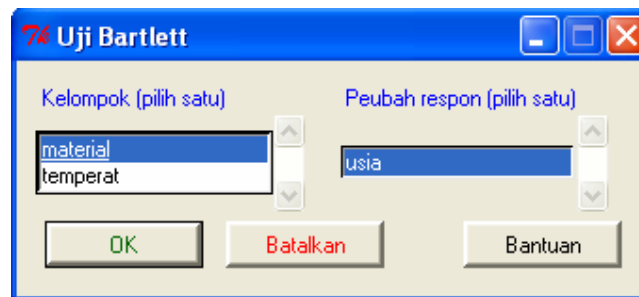 Uji Bartlett
Kelompok (pilih satu)
Peubah respon (pilih satu)
material
temperat
usia
OK
Batalkan
Bantuan